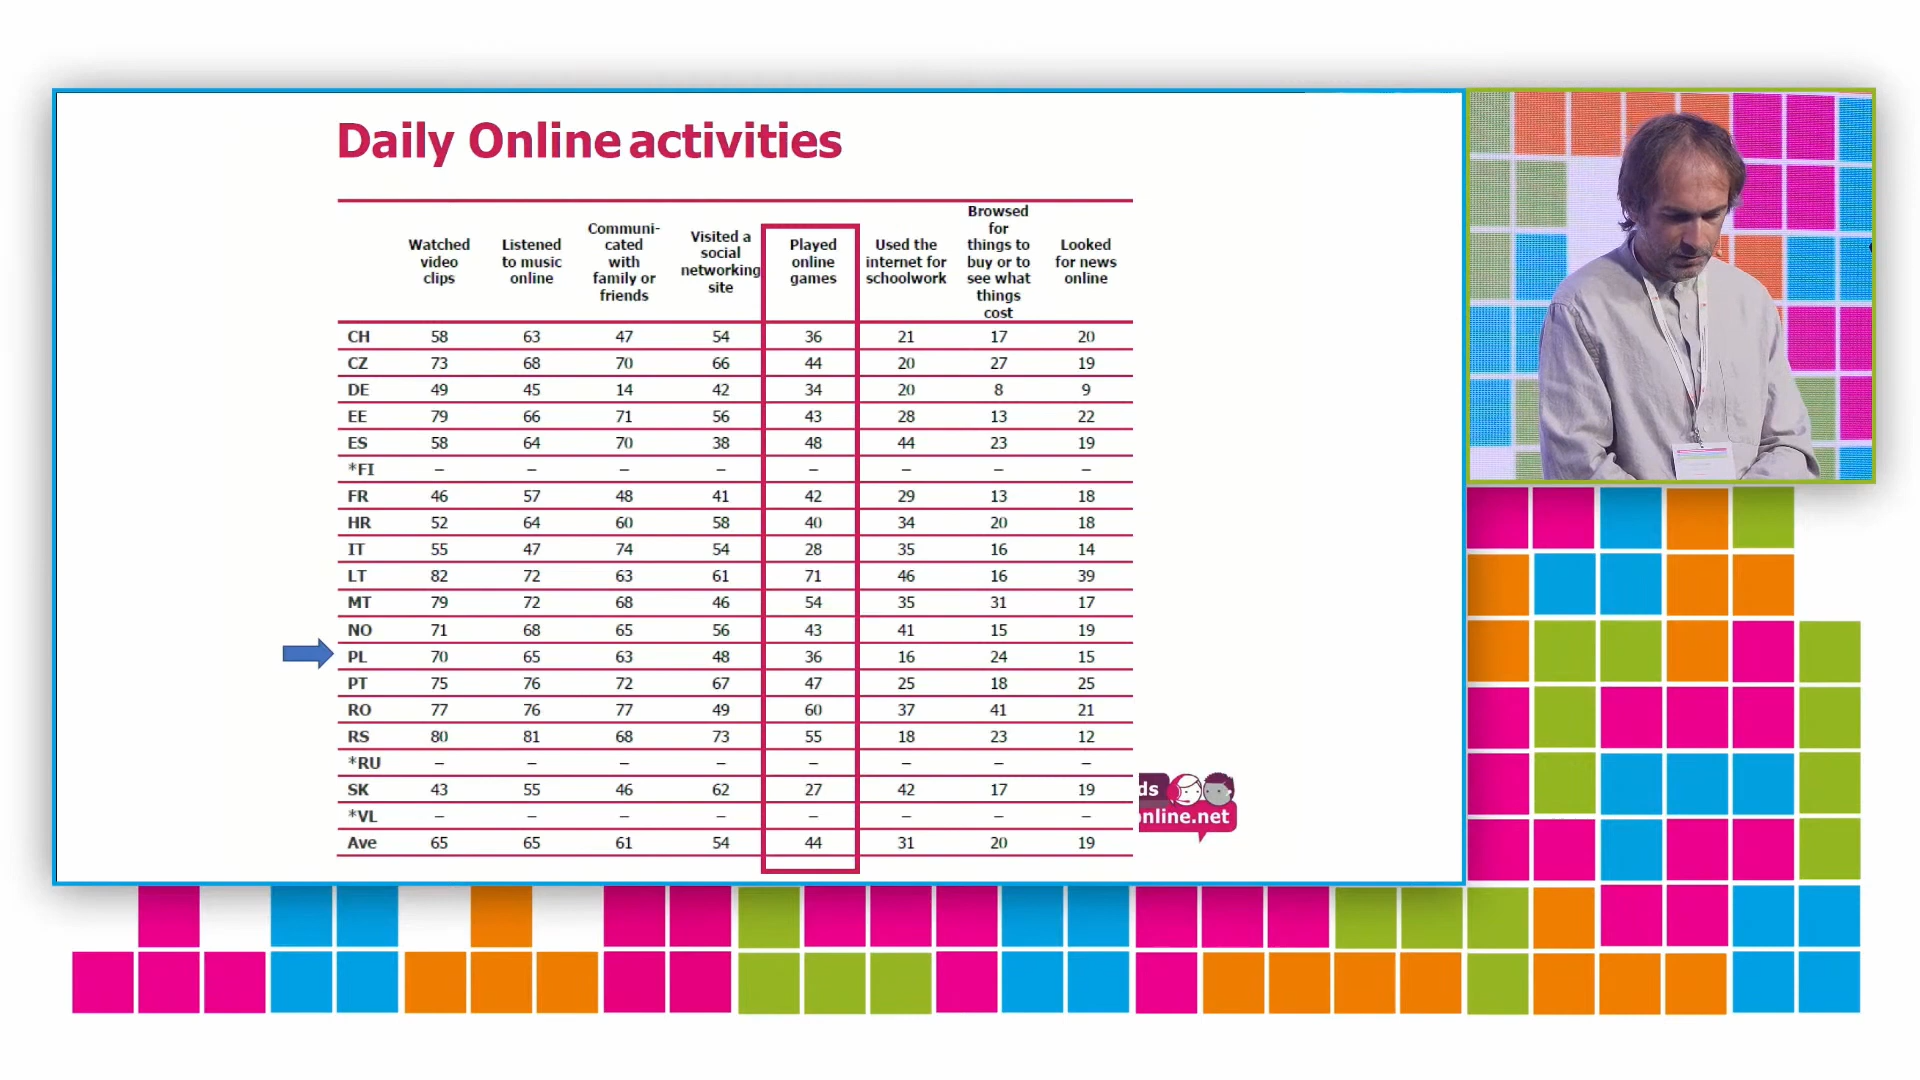 Daily Online activities
Watched video clips
Listened to music online
Communi-cated with family or friends
Visited a social networking site
Played online games
Used the internet for schoolwork
Browsed for things to buy or to see what things cost
Looked for news online
CH 58 63 47 54 36 21 17 20
CZ 73 68 70 66 44 20 27 19
DE 49 45 14 42 34 20 8 9
EE 79 66 71 56 43 28 13 22
ES 58 64 70 38 48 44 23 19
*FI – – – – – – – –
FR 46 57 48 41 42 29 13 18
HR 52 64 60 58 40 34 20 18
IT 55 47 74 54 28 35 16 14
LT 82 72 63 61 71 46 16 39
MT 79 72 68 46 54 35 31 17
NO 71 68 65 56 43 41 15 19
PL 70 65 63 48 36 16 24 15
PT 75 76 72 67 47 25 18 25
RO 77 76 77 49 60 37 41 21
RS 80 81 68 73 55 18 23 12
*RU – – – – – – – –
SK 43 55 46 62 27 42 17 19
*VL – – – – – – – –
Ave 65 65 61 54 44 31 20 19
ds
online.net